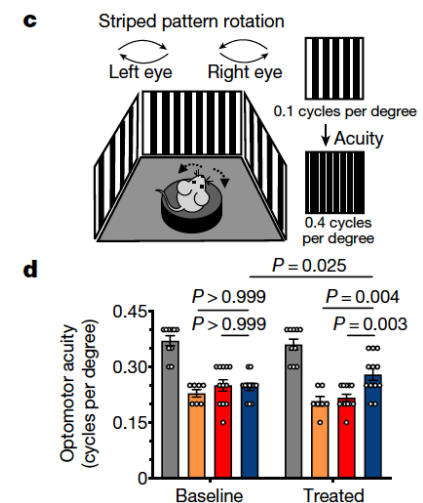 c
Striped pattern rotation
Left eye
Right eye
0.1 cycles per degree
Acuity
0.4 cycles
per degree
d
P = 0.025
P > 0.999
P = 0.004
P > 0.999
P = 0.003
Optomotor acuity
(cycles per degree)
0.45
0.30
0.15
0
Baseline
Treated